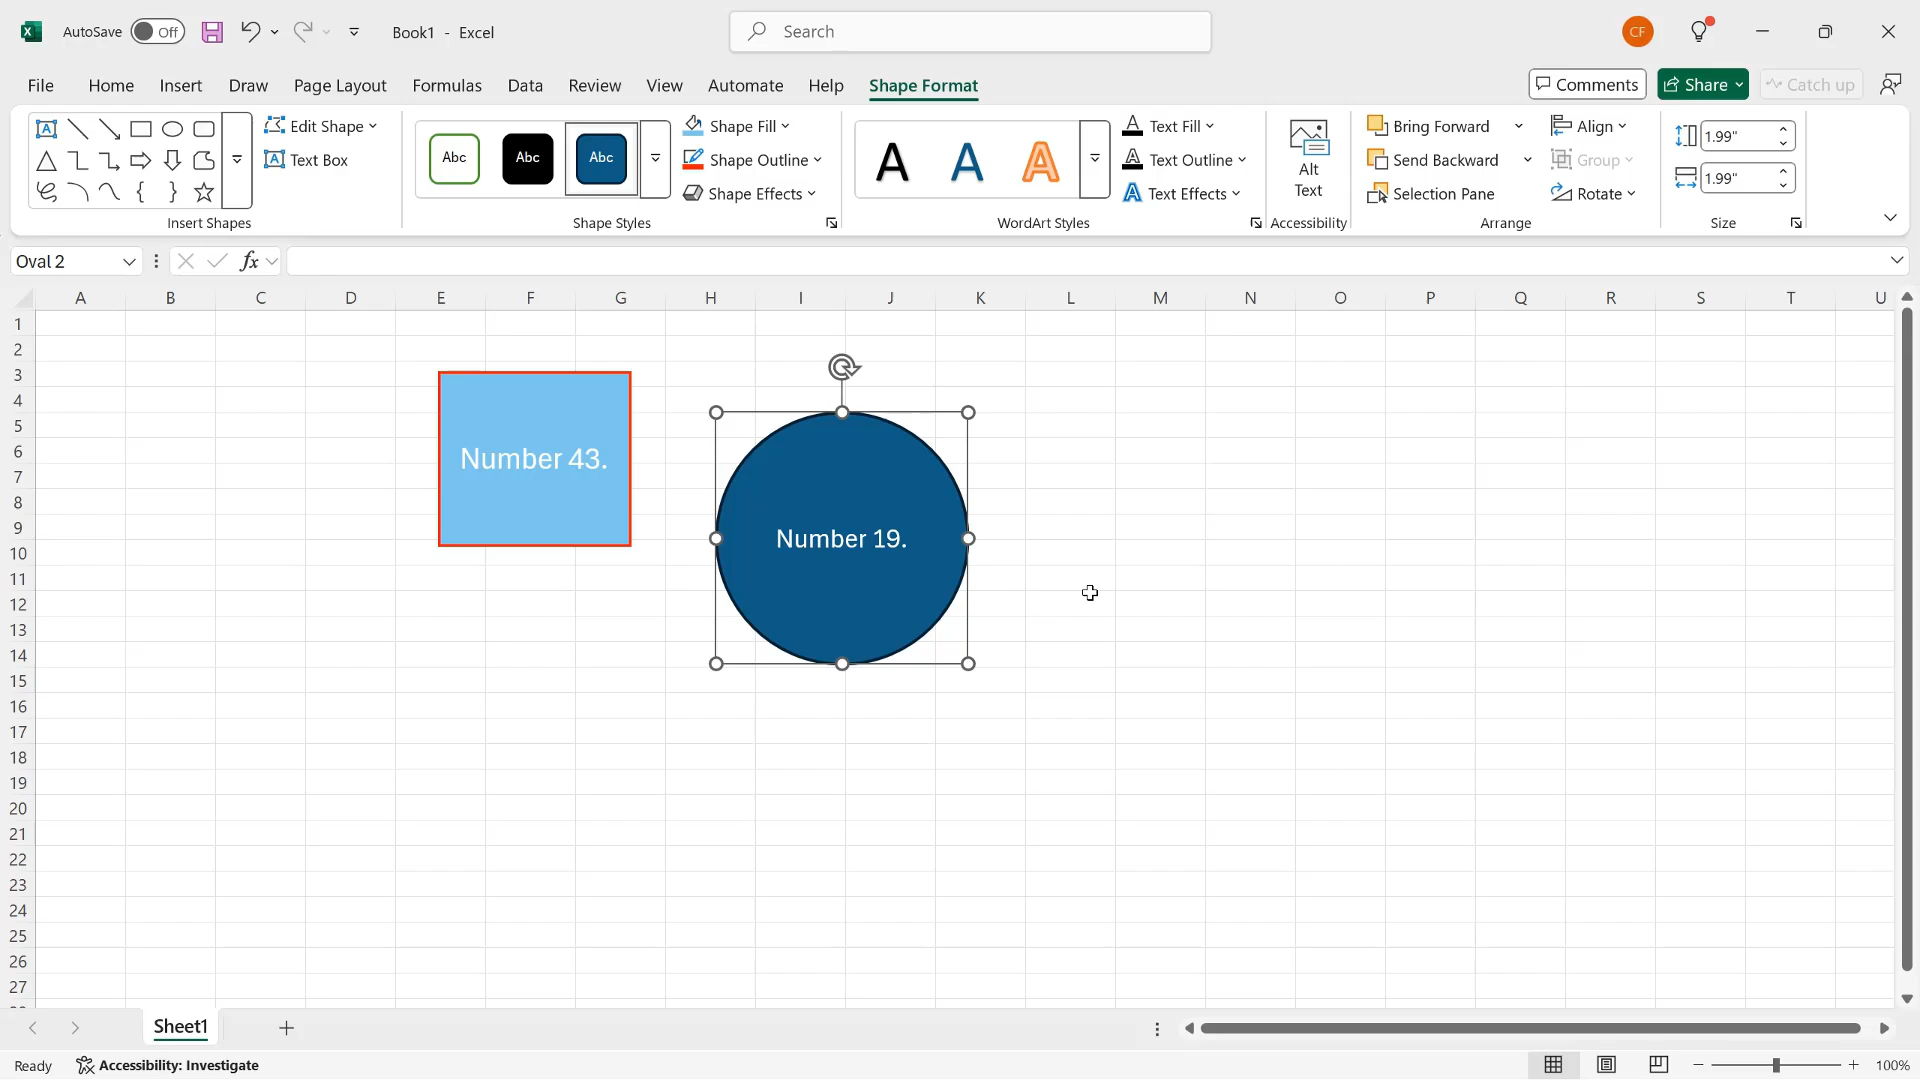 AutoSave Off Book1 - Excel Search CF
File Home Insert Draw Page Layout Formulas Data Review View Automate Help Shape Format Comments Share Catch up
Edit Shape
Text Box
Insert Shapes
Abc Abc Abc
Shape Fill
Shape Outline
Shape Effects
Shape Styles
A A A
Text Fill
Text Outline
Text Effects
WordArt Styles
Alt
Text
Accessibility
Bring Forward
Send Backward
Selection Pane
Align
Group
Rotate
Arrange
1.99"
1.99"
Size
Oval 2 fx
A B C D E F G H I J K L M N O P Q R S T U
1
2
3
4
5
6
7
8
9
10
11
12
13
14
15
16
17
18
19
20
21
22
23
24
25
26
27
Number 43.
Number 19.
Sheet1
Ready Accessibility: Investigate 100%